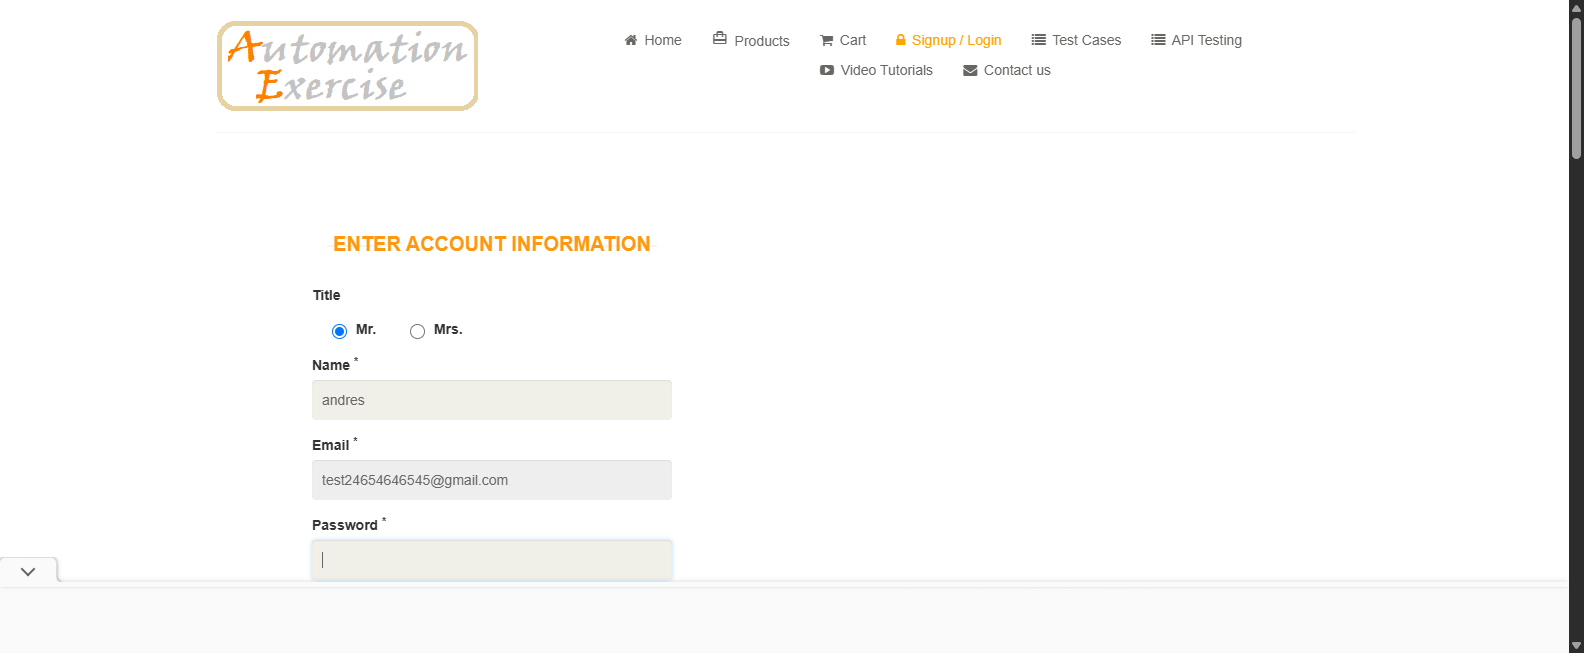 Automation
Exercise
Home Products Cart Signup / Login Test Cases API Testing
Video Tutorials Contact us
ENTER ACCOUNT INFORMATION
Title
Mr. Mrs.
Name *
andres
Email *
test24654646545@gmail.com
Password *